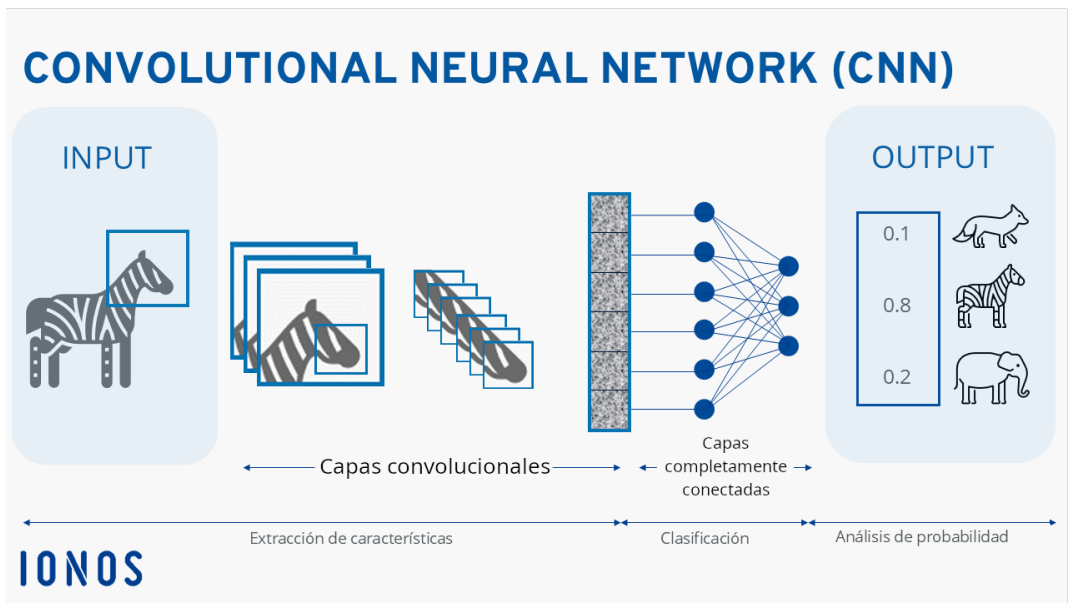 CONVOLUTIONAL NEURAL NETWORK (CNN)
INPUT
OUTPUT
0.1
0.8
0.2
Capas convolucionales
Capas
completamente
conectadas
Extracción de características
Clasificación
Análisis de probabilidad
IONOS